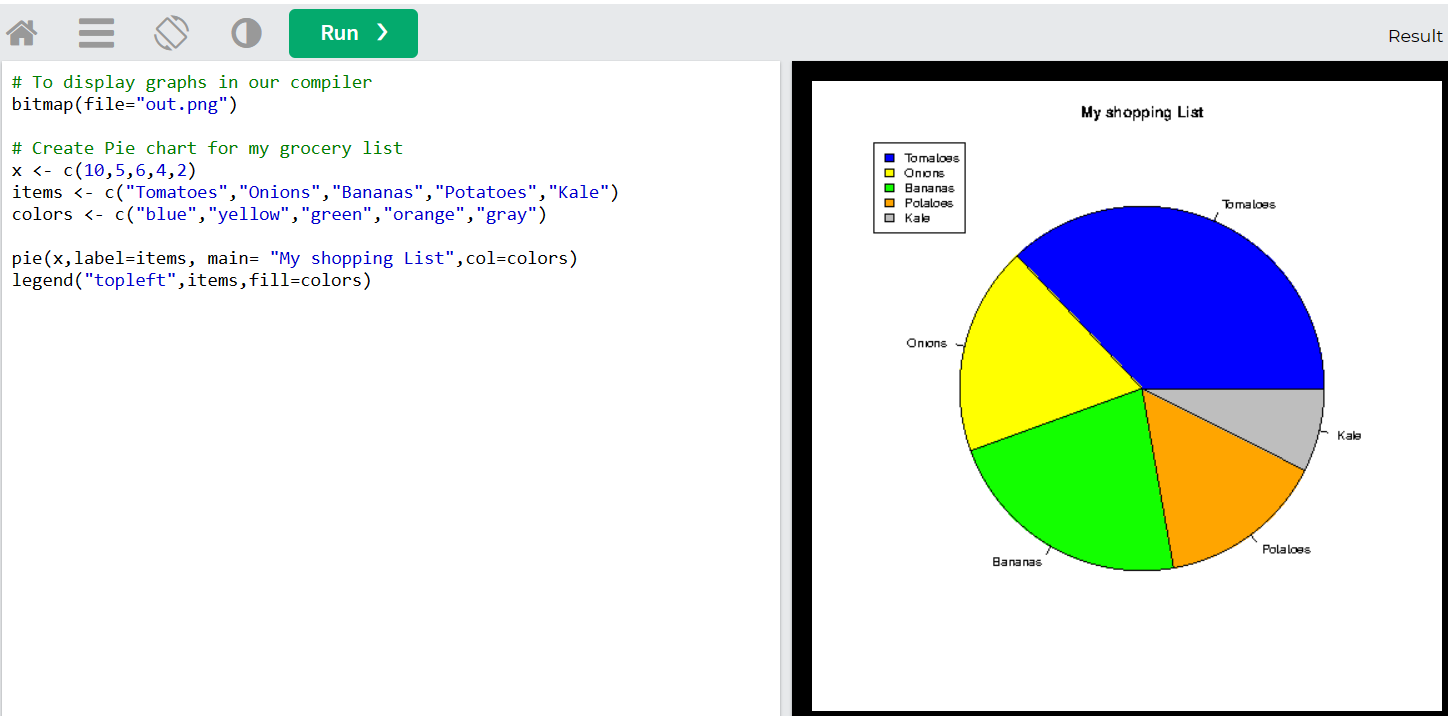 Run ❯
Result
# To display graphs in our compiler
bitmap(file="out.png")
# Create Pie chart for my grocery list
x <- c(10,5,6,4,2)
items <- c("Tomatoes","Onions","Bananas","Potatoes","Kale")
colors <- c("blue","yellow","green","orange","gray")
pie(x,label=items, main= "My shopping List",col=colors)
legend("topleft",items,fill=colors)
My shopping List
Tomatoes
Onions
Bananas
Potatoes
Kale
Tomatoes
Onions
Kale
Potatoes
Bananas